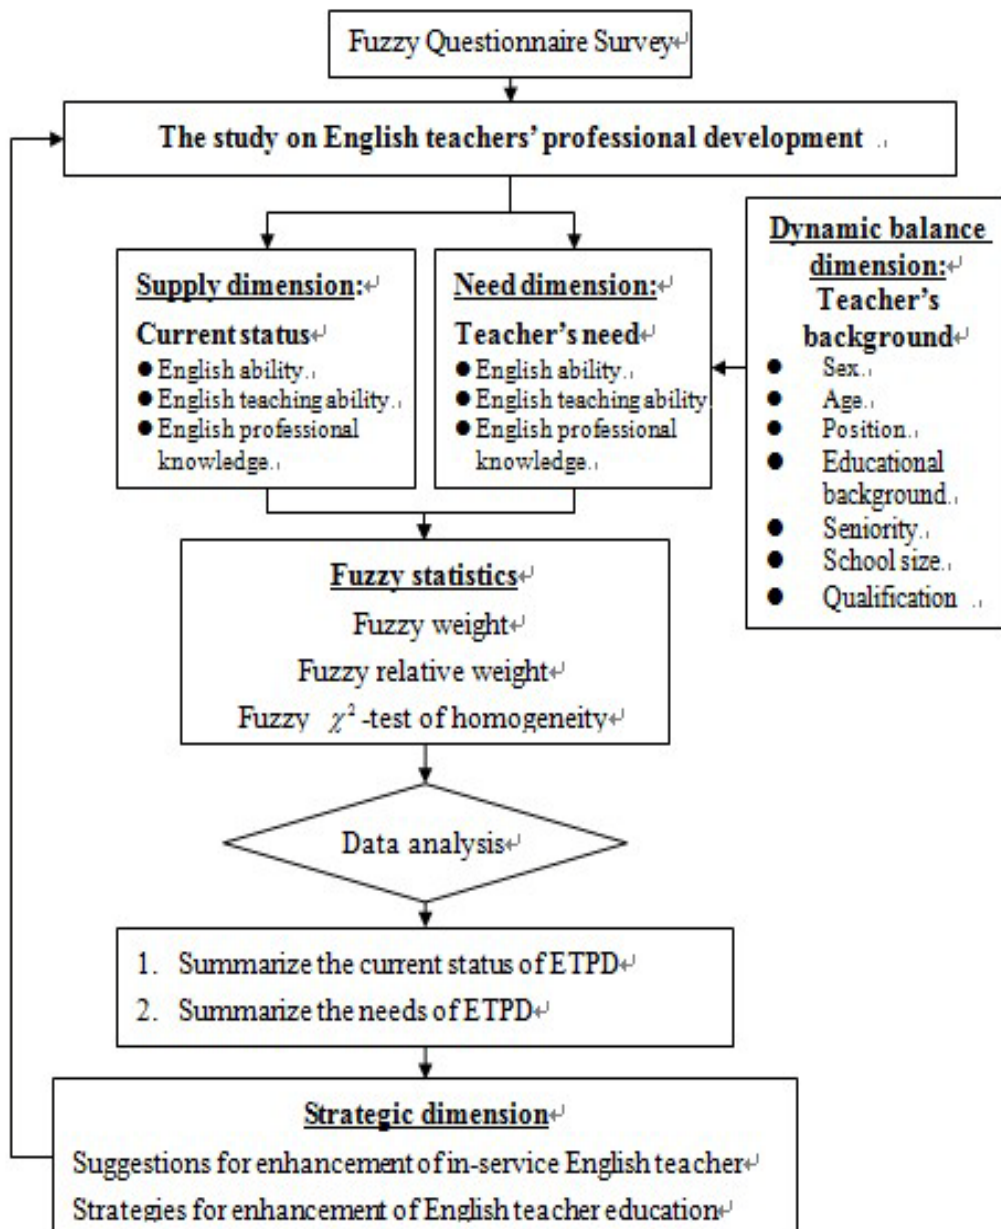 Fuzzy Questionnaire Survey↵
The study on English teachers' professional development
Supply dimension:↵
Current status↵
● English ability.
● English teaching ability.
● English professional
knowledge.
Need dimension:↵
Teacher's need↵
● English ability.
● English teaching ability
● English professional
knowledge.
Dynamic balance
dimension:↵
Teacher's
background↵
● Sex.
● Age.
● Position.
● Educational
background.
● Seniority.
● School size.
● Qualification .
Fuzzy statistics↵
Fuzzy weight↵
Fuzzy relative weight↵
Fuzzy χ²-test of homogeneity↵
Data analysis↵
1. Summarize the current status of ETPD↵
2. Summarize the needs of ETPD↵
Strategic dimension↵
Suggestions for enhancement of in-service English teacher↵
Strategies for enhancement of English teacher education↵